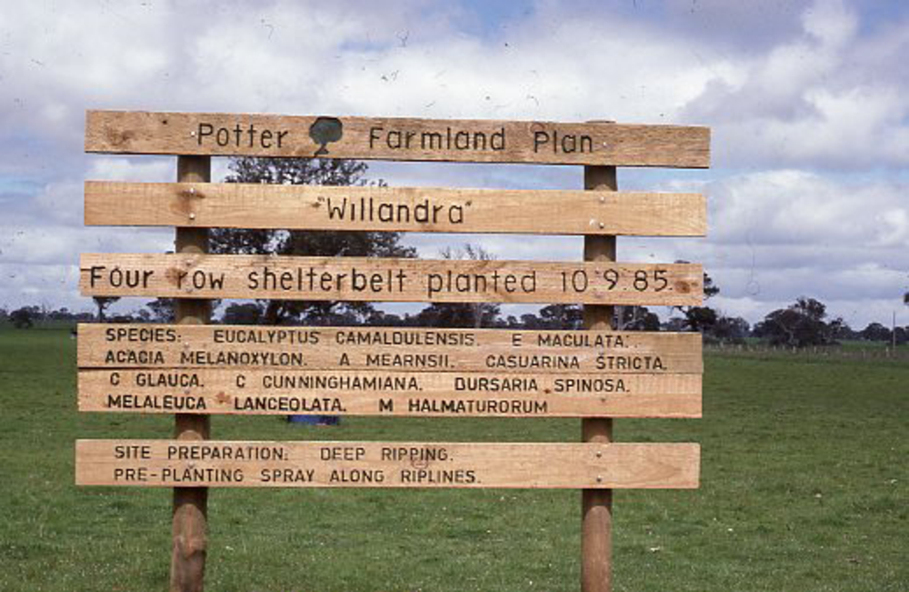 Potter Farmland Plan
"Willandra"
Four row shelterbelt planted 10.9.85.
SPECIES: EUCALYPTUS CAMALDULENSIS. E MACULATA.
ACACIA MELANOXYLON. A MEARNSII. CASUARINA STRICTA.
C GLAUCA. C CUNNINGHAMIANA. BURSARIA SPINOSA.
MELALEUCA LANCEOLATA. M HALMATURORUM
SITE PREPARATION: DEEP RIPPING.
PRE-PLANTING SPRAY ALONG RIPLINES.